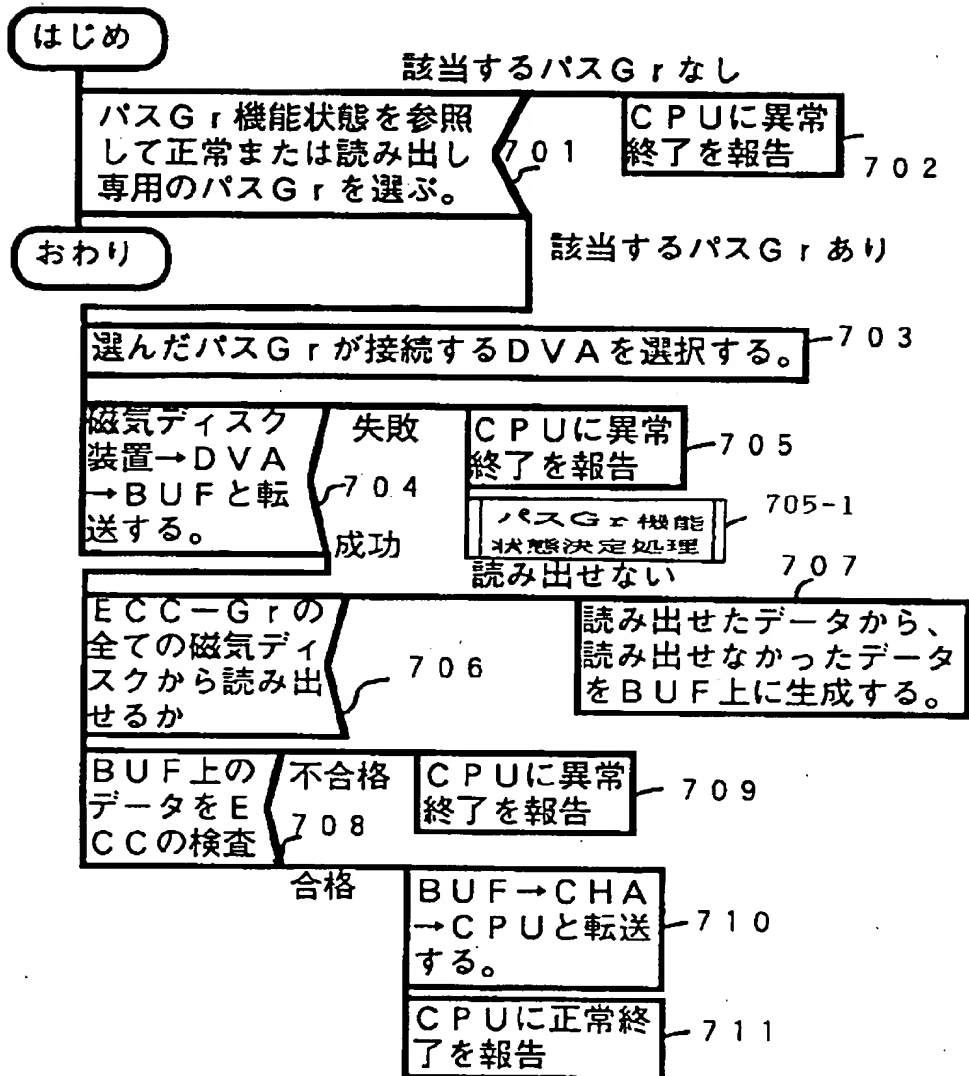 はじめ
該当するパスGrなし
パスGr機能状態を参照
して正常または読み出し
専用のパスGrを選ぶ。
701
CPUに異常
終了を報告
702
おわり
該当するパスGrあり
選んだパスGrが接続するDVAを選択する。
703
磁気ディスク
装置→DVA
→BUFと転
送する。
失敗
704
成功
CPUに異常
終了を報告
705
パスGr機能
状態決定処理
705-1
読み出せない
707
ECC-Grの
全ての磁気ディ
スクから読み出
せるか
706
読み出せたデータから、
読み出せなかったデータ
をBUF上に生成する。
BUF上の
データをE
CCの検査
不合格
708
合格
CPUに異常
終了を報告
709
BUF→CHA
→CPUと転送
する。
710
CPUに正常終
了を報告
711